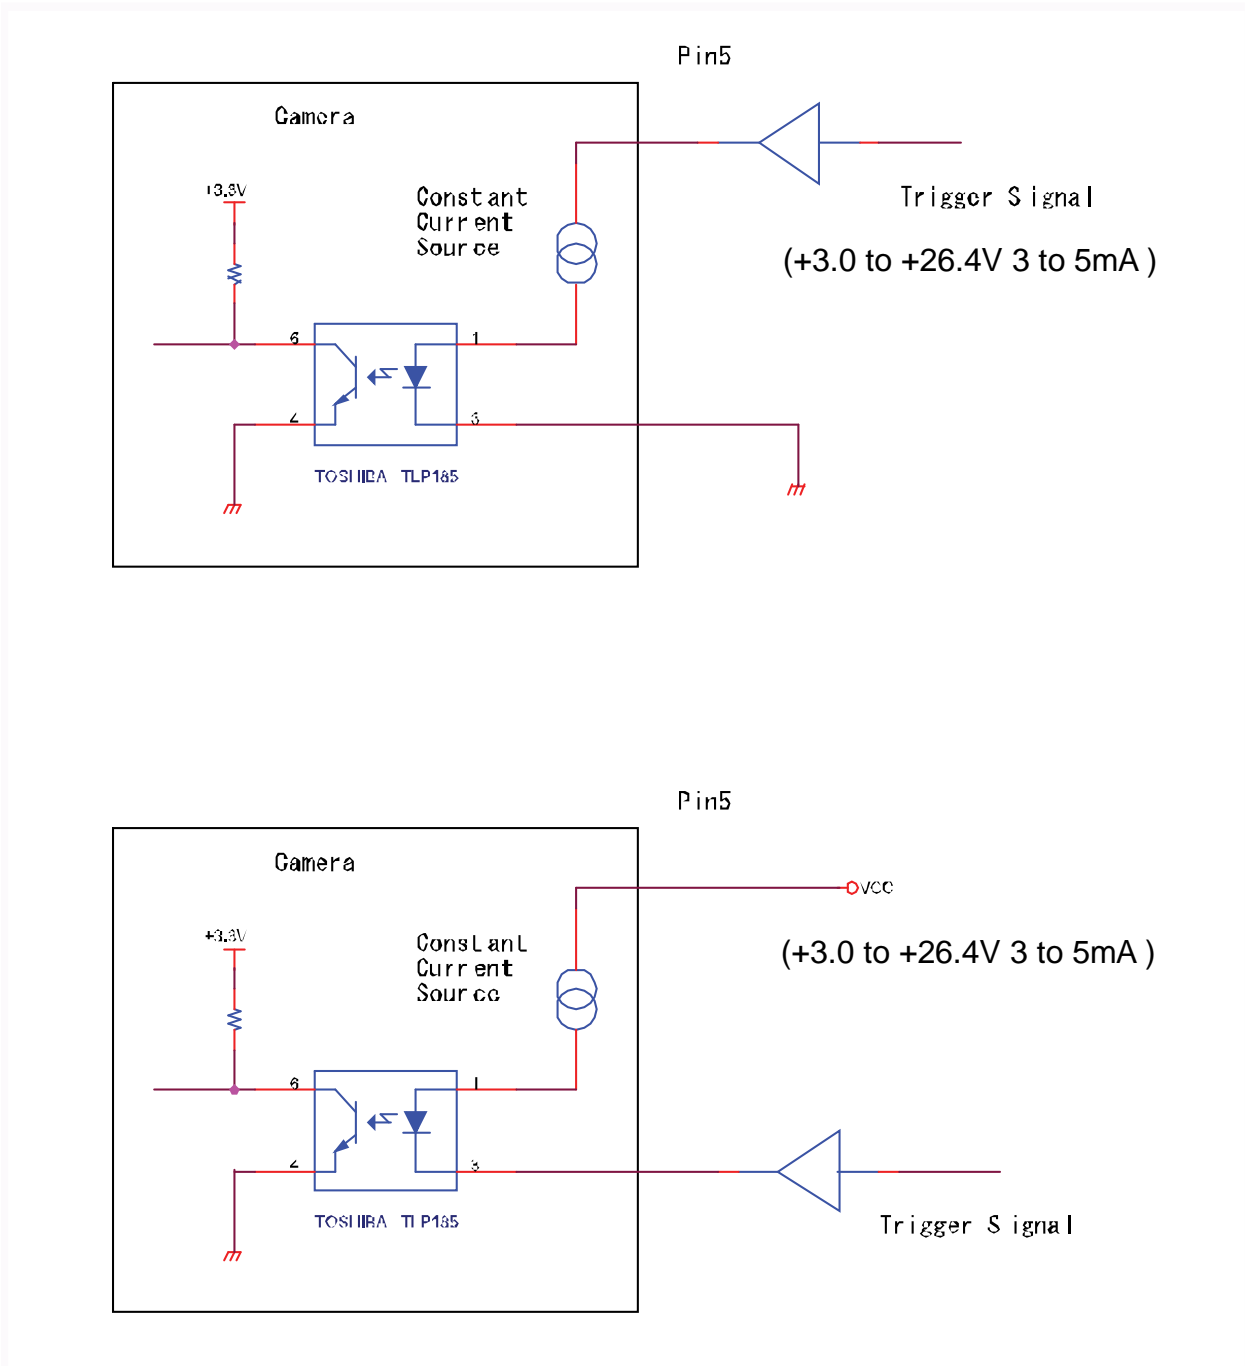 Pin5
Camera
+3.3V
Constant
Current
Source
Trigger Signal
(+3.0 to +26.4V 3 to 5mA )
6
1
4
3
TOSHIBA TLP185
Pin5
Camera
VCC
+3.3V
Constant
Current
Source
(+3.0 to +26.4V 3 to 5mA )
6
1
4
3
TOSHIBA TLP185
Trigger Signal